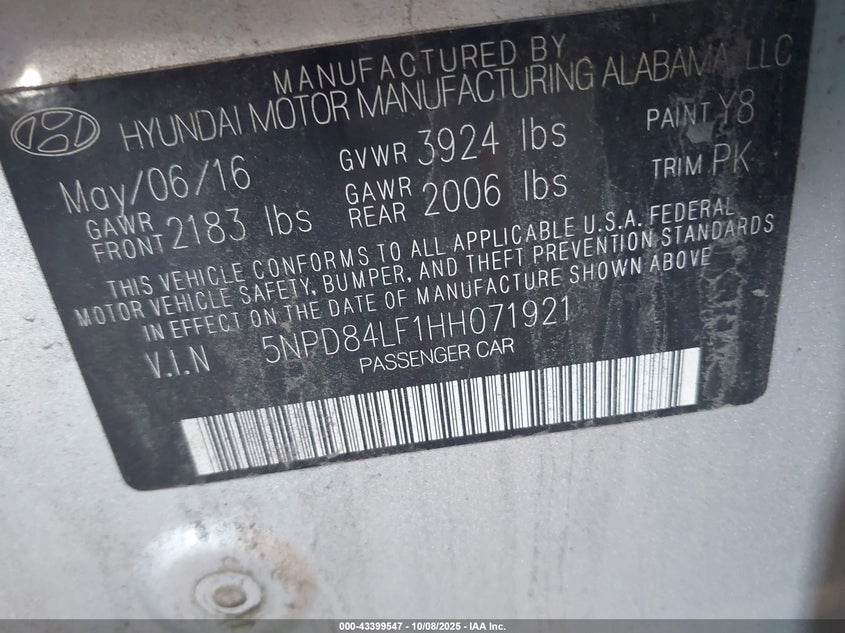 MANUFACTURED BY
HYUNDAI MOTOR MANUFACTURING ALABAMA, LLC
May/06/16 GVWR 3924 lbs PAINT Y8
GAWR FRONT 2183 lbs GAWR REAR 2006 lbs TRIM PK
THIS VEHICLE CONFORMS TO ALL APPLICABLE U.S.A. FEDERAL
MOTOR VEHICLE SAFETY, BUMPER, AND THEFT PREVENTION STANDARDS
IN EFFECT ON THE DATE OF MANUFACTURE SHOWN ABOVE
V.I.N 5NPD84LF1HH071921
PASSENGER CAR
000-43399547 | 10/08/2025 - IAA Inc.